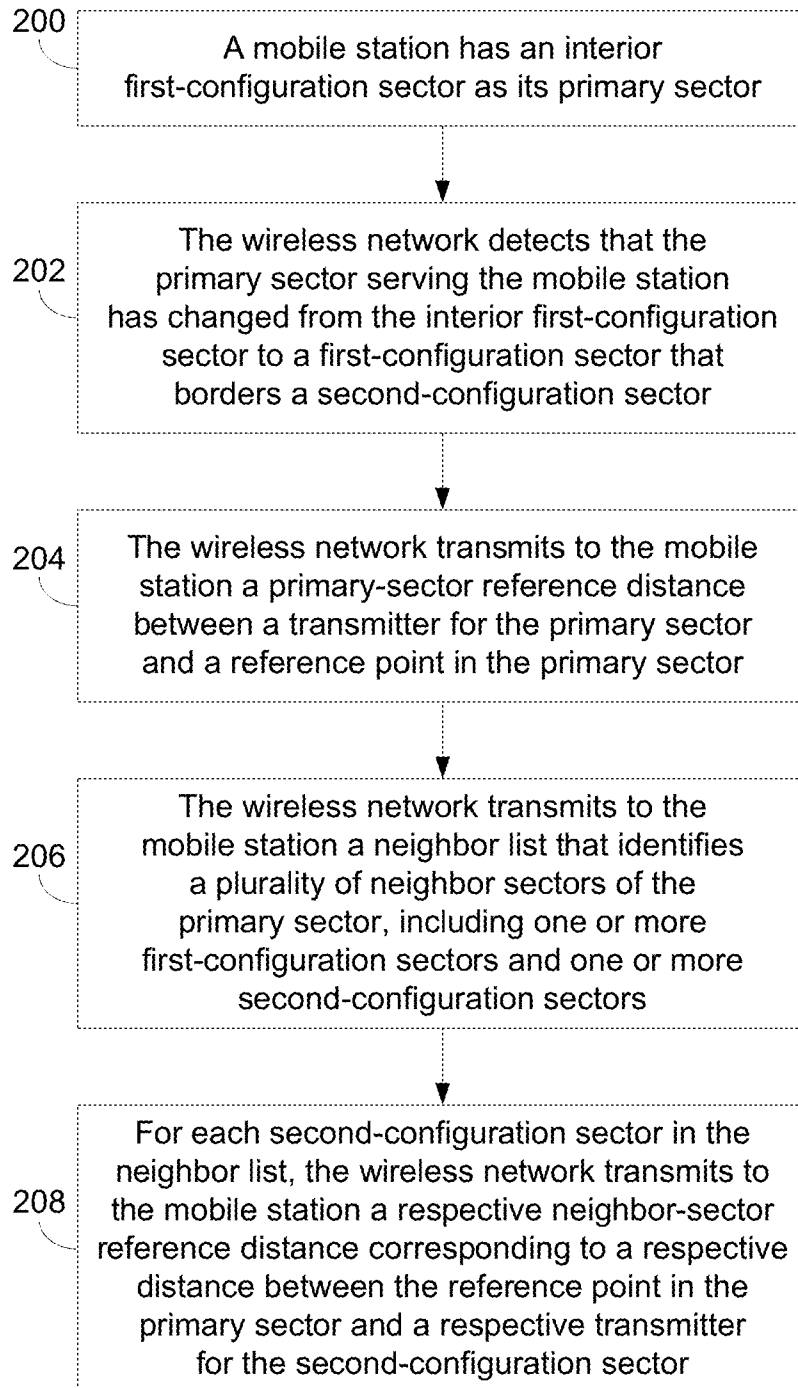 200
A mobile station has an interior
first-configuration sector as its primary sector
202
The wireless network detects that the
primary sector serving the mobile station
has changed from the interior first-configuration
sector to a first-configuration sector that
borders a second-configuration sector
204
The wireless network transmits to the mobile
station a primary-sector reference distance
between a transmitter for the primary sector
and a reference point in the primary sector
206
The wireless network transmits to the
mobile station a neighbor list that identifies
a plurality of neighbor sectors of the
primary sector, including one or more
first-configuration sectors and one or more
second-configuration sectors
208
For each second-configuration sector in the
neighbor list, the wireless network transmits to
the mobile station a respective neighbor-sector
reference distance corresponding to a respective
distance between the reference point in the
primary sector and a respective transmitter
for the second-configuration sector